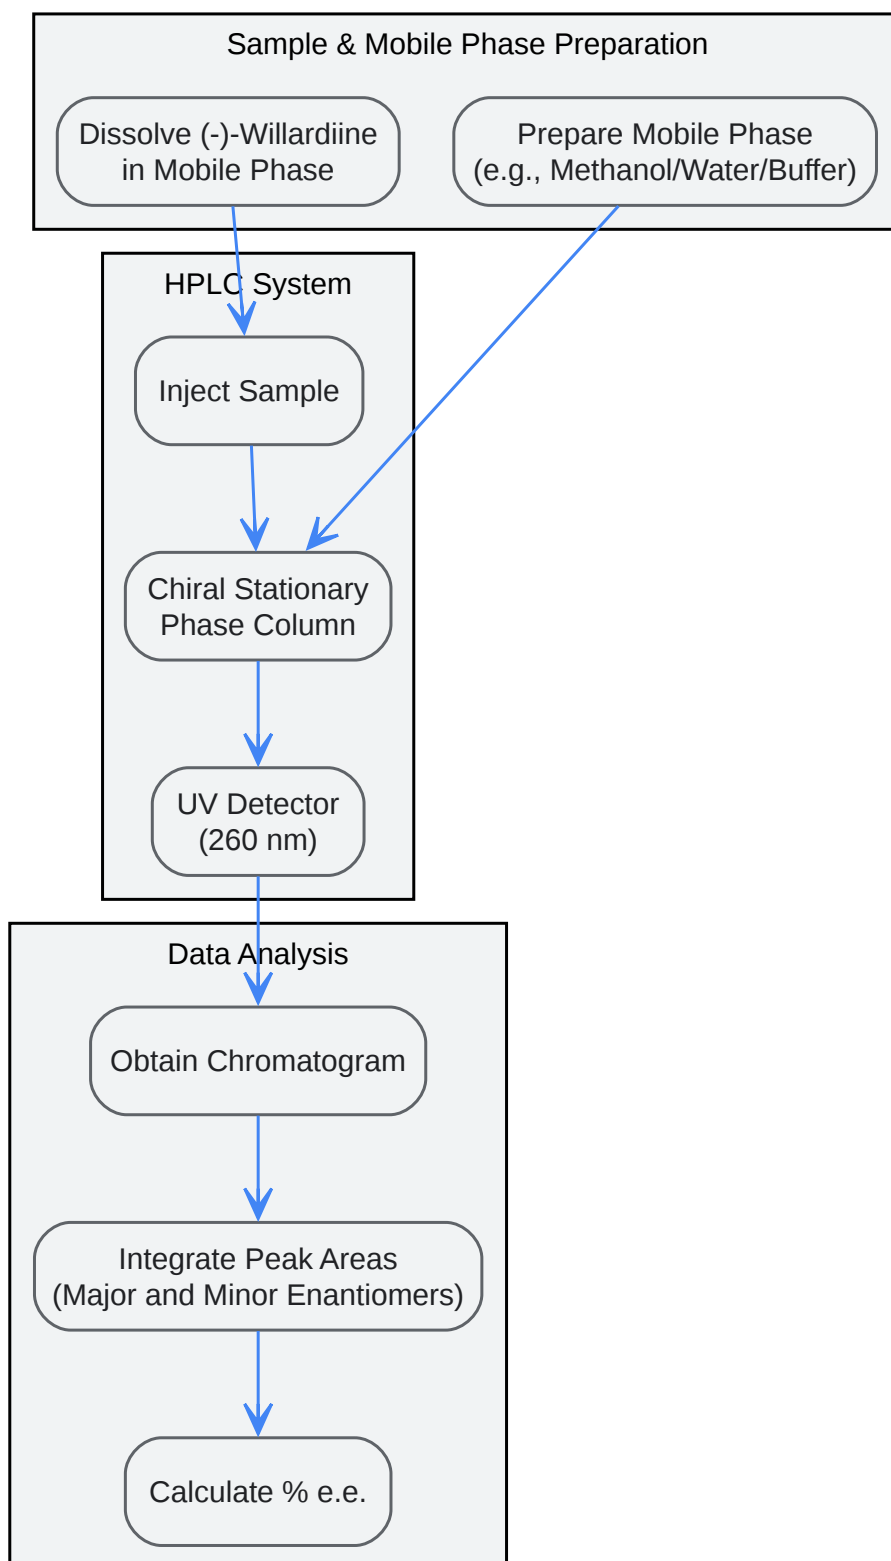 Sample & Mobile Phase Preparation
Dissolve (-)-Willardiine
in Mobile Phase
Prepare Mobile Phase
(e.g., Methanol/Water/Buffer)
HPLC System
Inject Sample
Chiral Stationary
Phase Column
UV Detector
(260 nm)
Data Analysis
Obtain Chromatogram
Integrate Peak Areas
(Major and Minor Enantiomers)
Calculate % e.e.